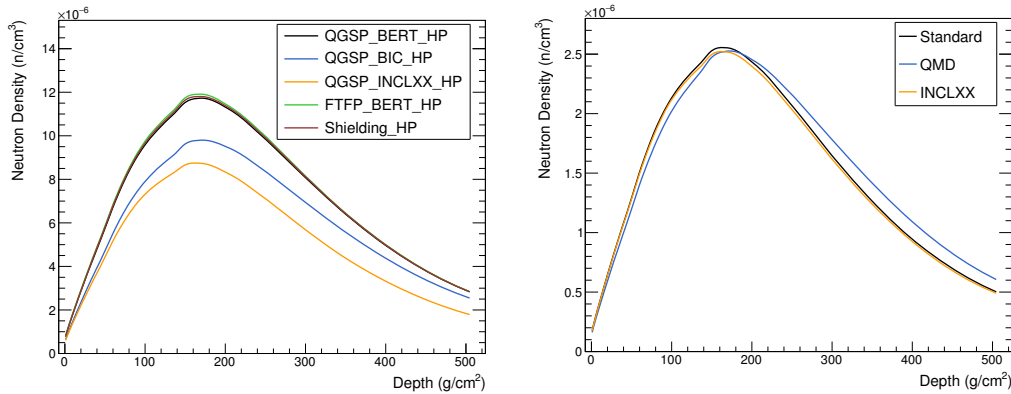 ×10⁻⁶
Neutron Density (n/cm³)
14
12
10
8
6
4
2
0
0 100 200 300 400 500
Depth (g/cm²)
QGSP_BERT_HP
QGSP_BIC_HP
QGSP_INCLXX_HP
FTFP_BERT_HP
Shielding_HP
×10⁻⁶
Neutron Density (n/cm³)
2.5
2
1.5
1
0.5
0
0 100 200 300 400 500
Depth (g/cm²)
Standard
QMD
INCLXX